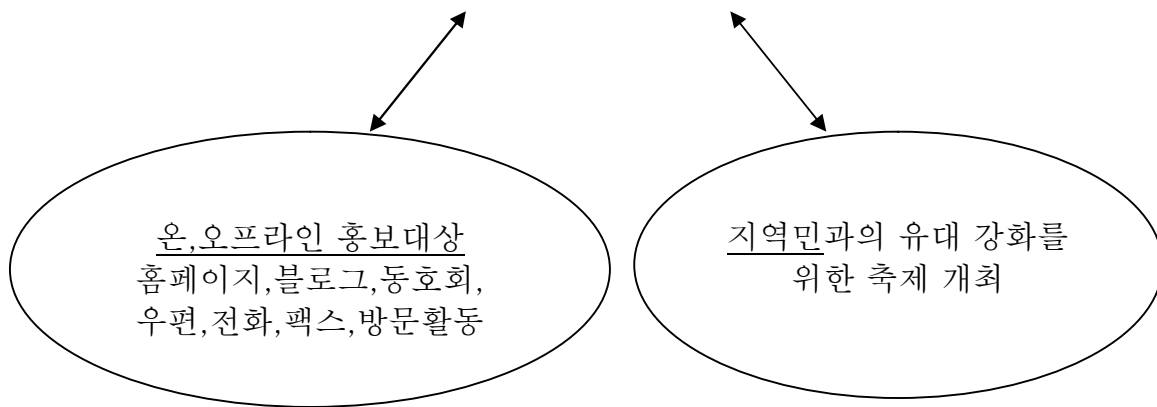 온,오프라인 홍보대상
홈페이지,블로그,동호회,
우편,전화,팩스,방문활동
지역민과의 유대 강화를
위한 축제 개최